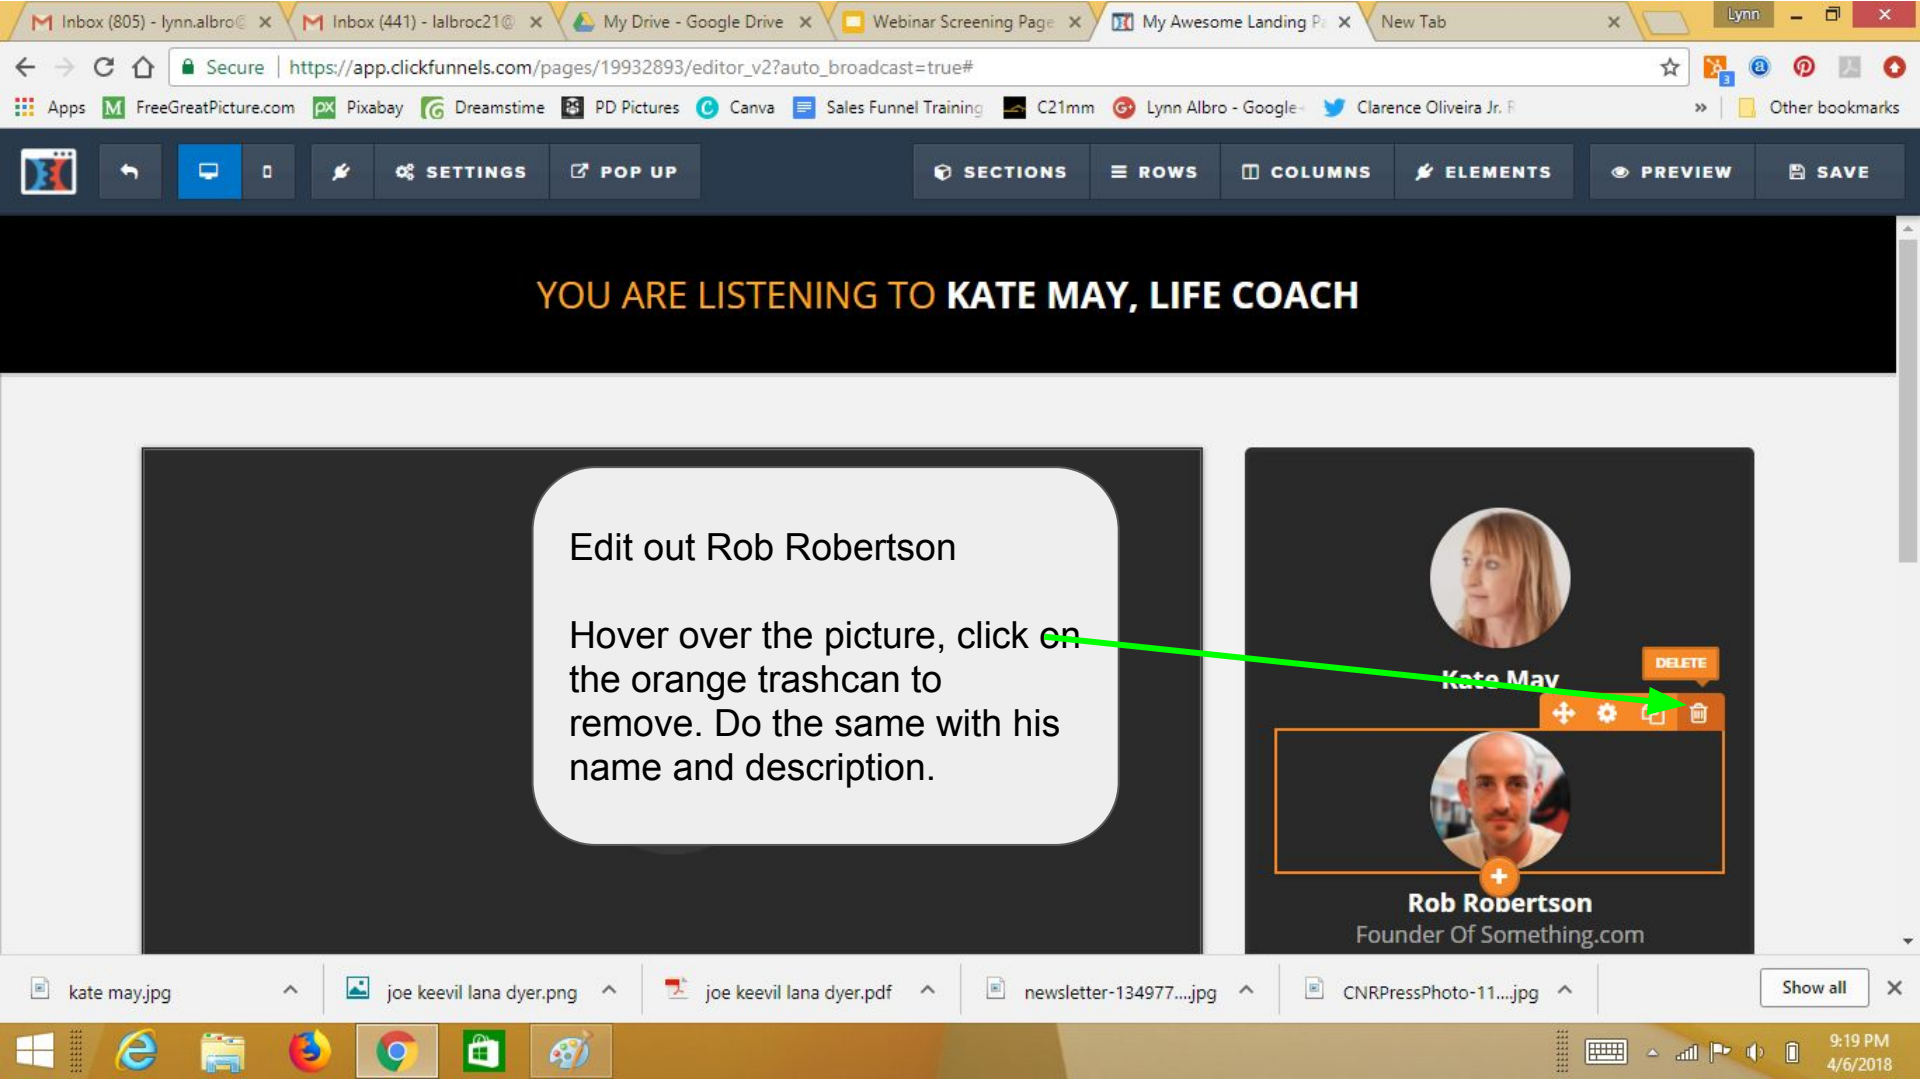 Inbox (805) - lynn.albro@
Inbox (441) - lalbroc21@
My Drive - Google Drive
Webinar Screening Page
My Awesome Landing Pa
New Tab
Lynn
Secure
https://app.clickfunnels.com/pages/19932893/editor_v2?auto_broadcast=true#
3
Apps
FreeGreatPicture.com
Pixabay
Dreamstime
PD Pictures
Canva
Sales Funnel Training
C21mm
Lynn Albro - Google+
Clarence Oliveira Jr. R
»
Other bookmarks
SETTINGS
POP UP
SECTIONS
ROWS
COLUMNS
ELEMENTS
PREVIEW
SAVE
YOU ARE LISTENING TO KATE MAY, LIFE COACH
Edit out Rob Robertson
Hover over the picture, click on
the orange trashcan to
remove. Do the same with his
name and description.
Kate May
DELETE
Rob Robertson
Founder Of Something.com
kate may.jpg
joe keevil lana dyer.png
joe keevil lana dyer.pdf
newsletter-134977....jpg
CNRPressPhoto-11....jpg
Show all
9:19 PM
4/6/2018